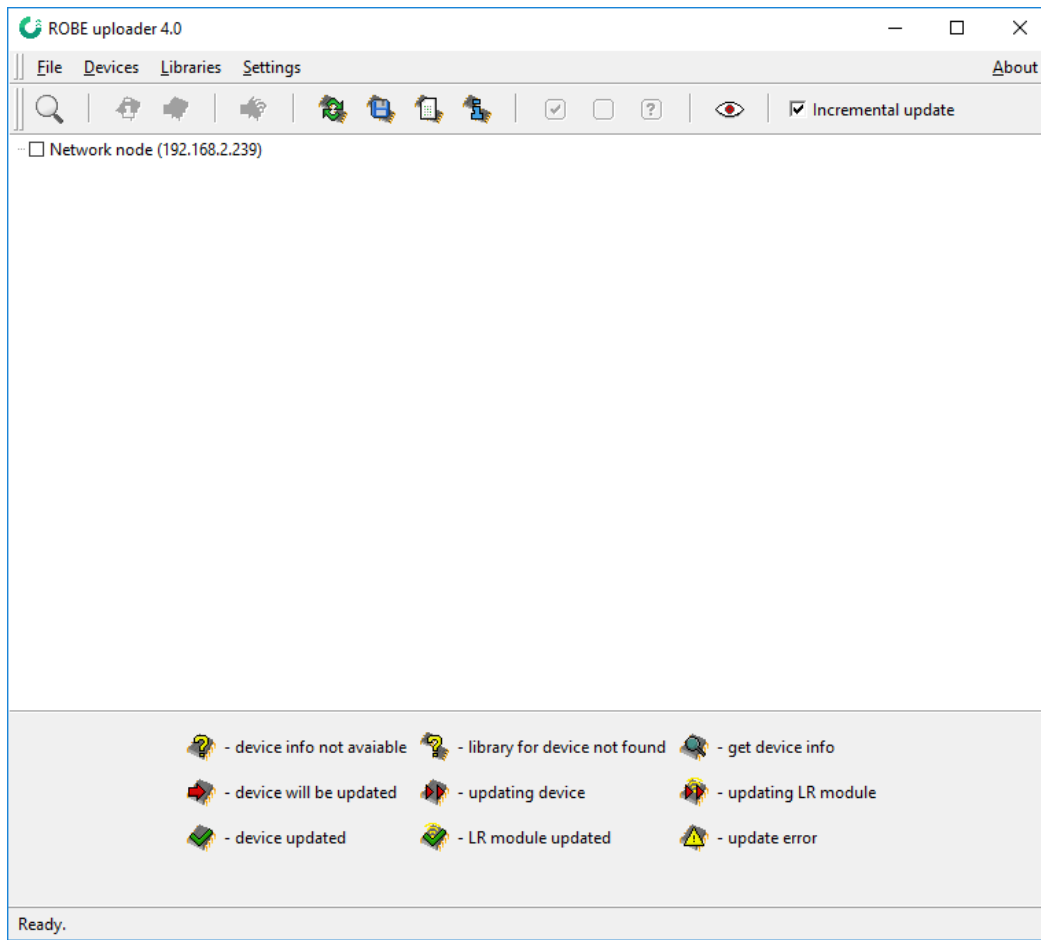 ROBE uploader 4.0
File Devices Libraries Settings About
Incremental update
Network node (192.168.2.239)
- device info not avaiable - library for device not found - get device info
- device will be updated - updating device - updating LR module
- device updated - LR module updated - update error
Ready.